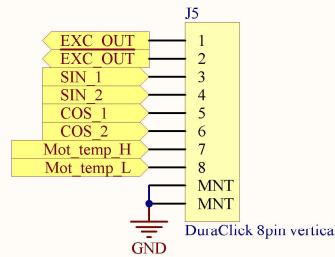 J5
EXC_OUT 1
EXC_OUT 2
SIN_1 3
SIN_2 4
COS_1 5
COS_2 6
Mot_temp_H 7
Mot_temp_L 8
MNT
MNT
DuraClick 8pin vertica
GND